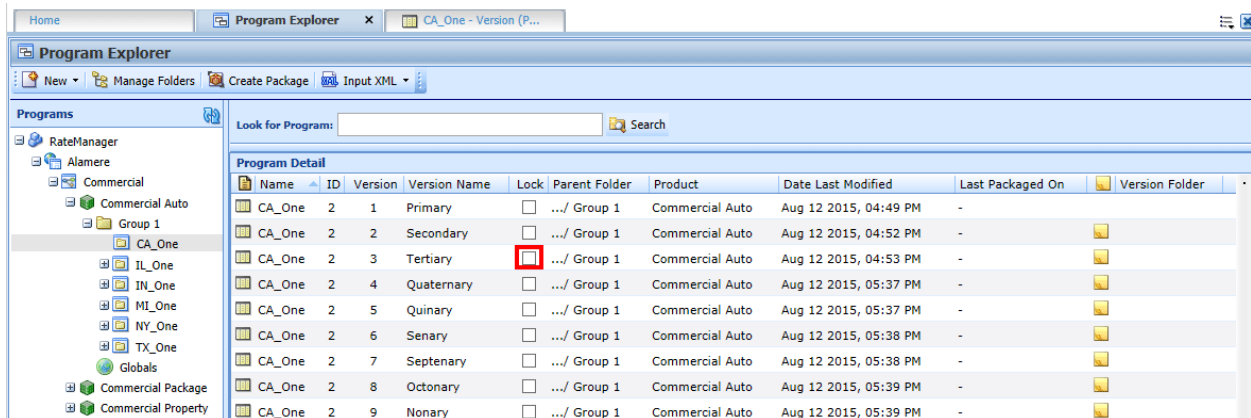 Home
Program Explorer x
CA_One - Version (P...
Program Explorer
New Manage Folders Create Package Input XML
Programs
RateManager
Alamere
Commercial
Commercial Auto
Group 1
CA_One
IL_One
IN_One
MI_One
NY_One
TX_One
Globals
Commercial Package
Commercial Property
Look for Program: Search
Program Detail
Name ID Version Version Name Lock Parent Folder Product Date Last Modified Last Packaged On Version Folder
CA_One 2 1 Primary .../ Group 1 Commercial Auto Aug 12 2015, 04:49 PM -
CA_One 2 2 Secondary .../ Group 1 Commercial Auto Aug 12 2015, 04:52 PM -
CA_One 2 3 Tertiary .../ Group 1 Commercial Auto Aug 12 2015, 04:53 PM -
CA_One 2 4 Quaternary .../ Group 1 Commercial Auto Aug 12 2015, 05:37 PM -
CA_One 2 5 Quinary .../ Group 1 Commercial Auto Aug 12 2015, 05:37 PM -
CA_One 2 6 Senary .../ Group 1 Commercial Auto Aug 12 2015, 05:38 PM -
CA_One 2 7 Septenary .../ Group 1 Commercial Auto Aug 12 2015, 05:38 PM -
CA_One 2 8 Octonary .../ Group 1 Commercial Auto Aug 12 2015, 05:39 PM -
CA_One 2 9 Nonary .../ Group 1 Commercial Auto Aug 12 2015, 05:39 PM -